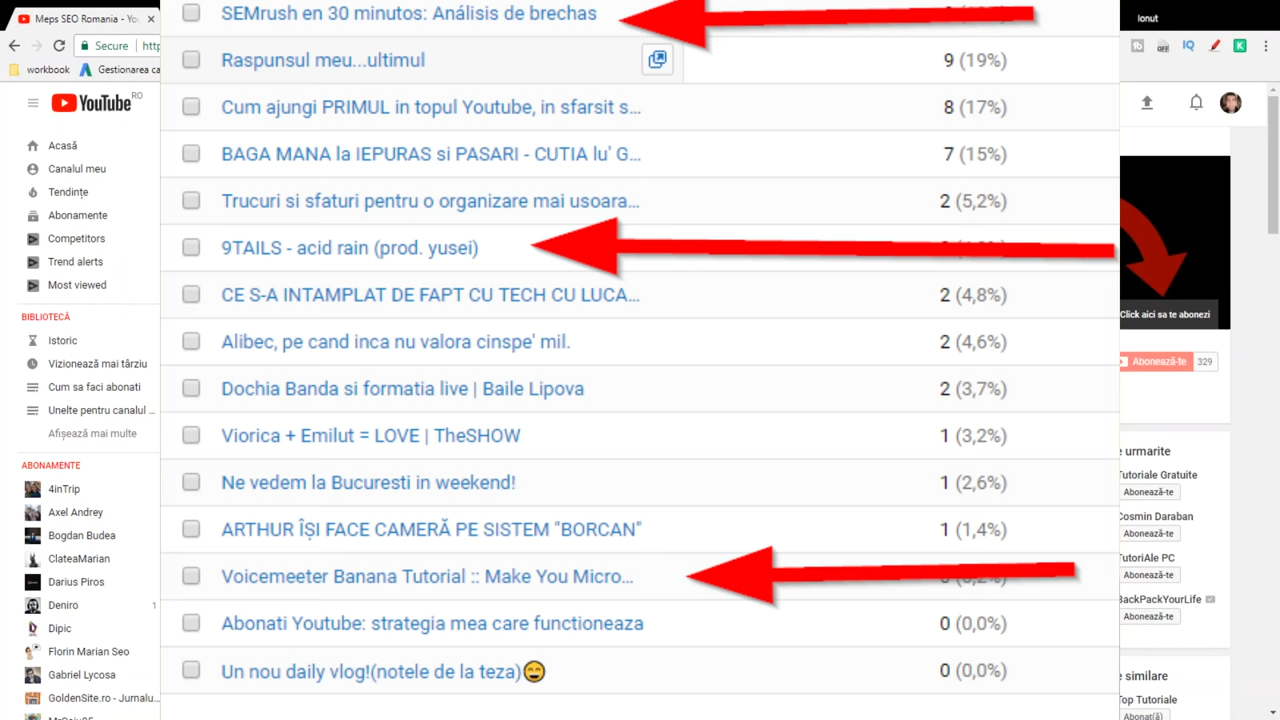 Meps SEO Romania - You
Ionut
Secure
http
workbook
Gestionarea ca
YouTube RO
Acasă
Canalul meu
Tendințe
Abonamente
Competitors
Trend alerts
Most viewed
BIBLIOTECĂ
Istoric
Vizionează mai târziu
Cum sa faci abonati
Unelte pentru canalul ...
Afișează mai multe
ABONAMENTE
4inTrip
Axel Andrey
Bogdan Budea
ClateaMarian
Darius Piros
Deniro 1
Dipic
Florin Marian Seo
Gabriel Lycosa
GoldenSite.ro - Jurnalu...
SEMrush en 30 minutos: Análisis de brechas
Raspunsul meu...ultimul 9 (19%)
Cum ajungi PRIMUL in topul Youtube, in sfarsit s... 8 (17%)
BAGA MANA la IEPURAS si PASARI - CUTIA lu' G... 7 (15%)
Trucuri si sfaturi pentru o organizare mai usoara... 2 (5,2%)
9TAILS - acid rain (prod. yusei)
CE S-A INTAMPLAT DE FAPT CU TECH CU LUCA... 2 (4,8%)
Alibec, pe cand inca nu valora cinspe' mil. 2 (4,6%)
Dochia Banda si formatia live | Baile Lipova 2 (3,7%)
Viorica + Emilut = LOVE | TheSHOW 1 (3,2%)
Ne vedem la Bucuresti in weekend! 1 (2,6%)
ARTHUR ÎȘI FACE CAMERĂ PE SISTEM "BORCAN" 1 (1,4%)
Voicemeeter Banana Tutorial :: Make You Micro...
Abonati Youtube: strategia mea care functioneaza 0 (0,0%)
Un nou daily vlog!(notele de la teza)😄 0 (0,0%)
Click aici sa te abonezi
Abonează-te 329
e urmarite
Tutoriale Gratuite
Abonează-te
Cosmin Daraban
Abonează-te
TutoriAle PC
Abonează-te
BackPackYourLife
Abonează-te
e similare
Top Tutoriale
Abonat(ă)